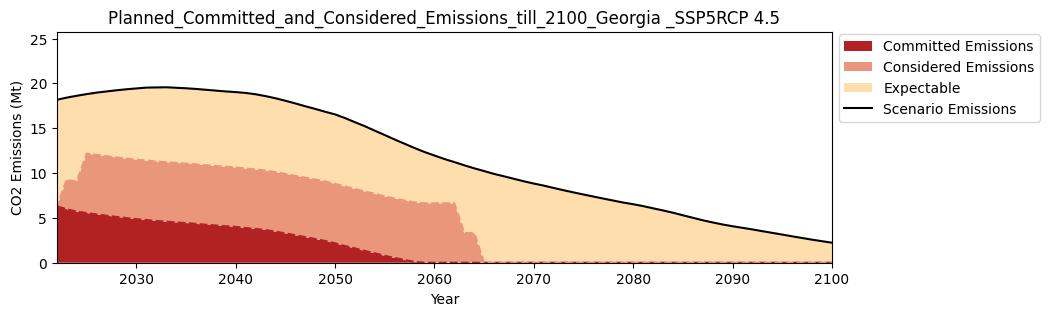 Planned_Committed_and_Considered_Emissions_till_2100_Georgia _SSP5RCP 4.5
25
20
15
10
5
0
CO2 Emissions (Mt)
2030 2040 2050 2060 2070 2080 2090 2100
Year
Committed Emissions
Considered Emissions
Expectable
Scenario Emissions